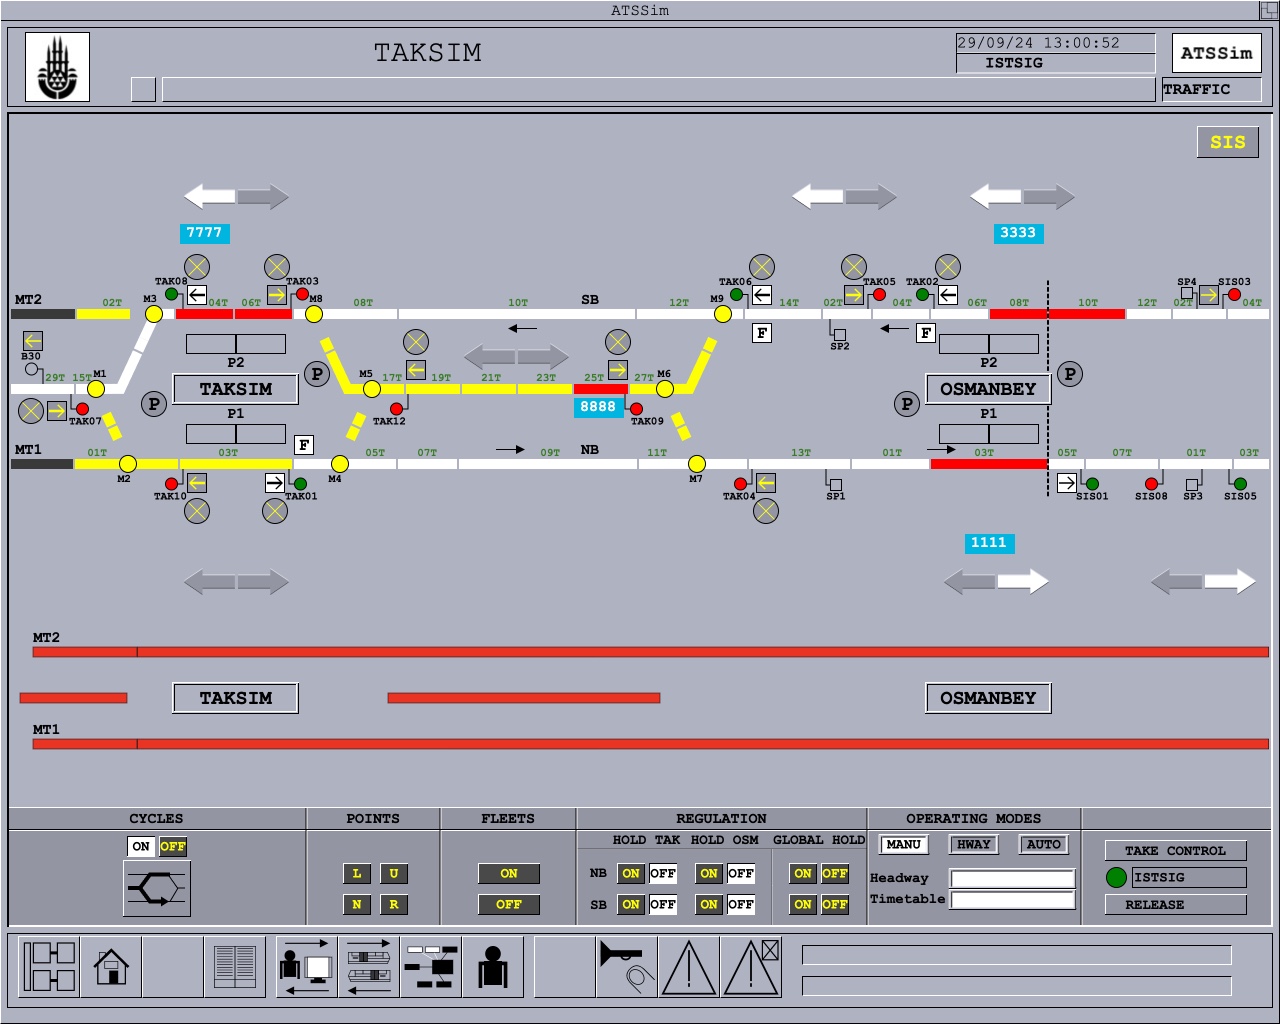 ATSSim
TAKSIM
29/09/24 13:00:52
ISTSIG
ATSSim
TRAFFIC
SIS
7777
3333
TAK08
TAK03
TAK06
TAK05
TAK02
SP4
SIS03
MT2
02T
M3
04T
06T
M8
08T
10T
SB
12T
M9
14T
02T
04T
06T
08T
10T
12T
02T
04T
F
F
SP2
B30
P2
P2
29T
15T
M1
TAKSIM
P
M5
17T
19T
21T
23T
25T
27T
M6
OSMANBEY
P
P
P
8888
TAK07
TAK12
TAK09
P1
P1
MT1
01T
03T
F
05T
09T
NB
11T
13T
01T
03T
05T
07T
01T
03T
M2
M4
M7
TAK10
TAK01
TAK04
SP1
SIS01
SIS08
SP3
SIS05
1111
MT2
TAKSIM
OSMANBEY
MT1
CYCLES
POINTS
FLEETS
REGULATION
OPERATING MODES
ON OFF
HOLD TAK HOLD OSM GLOBAL HOLD
MANU HWAY AUTO
TAKE CONTROL
L U
ON
NB ON OFF ON OFF ON OFF
Headway
ISTSIG
N R
OFF
SB ON OFF ON OFF ON OFF
Timetable
RELEASE